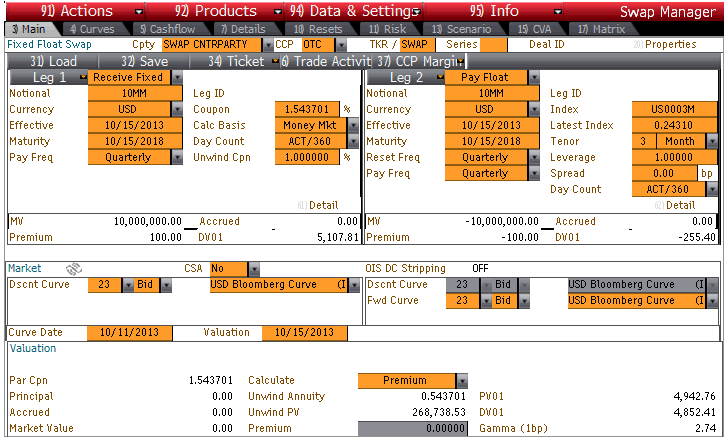 91) Actions 92) Products 94) Data & Settings 95) Info Swap Manager
3) Main 4) Curves 5) Cashflow 7) Details 10) Resets 11) Risk 13) Scenario 15) CVA 17) Matrix
Fixed Float Swap Cpty SWAP CNTRPARTY CCP OTC TKR / SWAP Series Deal ID Properties
31) Load 32) Save 34) Ticket 6) Trade Activit 37) CCP Margin
Leg 1 Receive Fixed Leg 2 Pay Float
Notional 10MM Leg ID Notional 10MM Leg ID
Currency USD Coupon 1.543701 % Currency USD Index US0003M
Effective 10/15/2013 Calc Basis Money Mkt Effective 10/15/2013 Latest Index 0.24310
Maturity 10/15/2018 Day Count ACT/360 Maturity 10/15/2018 Tenor 3 Month
Pay Freq Quarterly Unwind Cpn 1.000000 % Reset Freq Quarterly Leverage 1.00000
Pay Freq Quarterly Spread 0.00 bp
Day Count ACT/360
61) Detail 62) Detail
MV 10,000,000.00 Accrued 0.00 MV -10,000,000.00 Accrued 0.00
Premium 100.00 DV01 5,107.81 Premium -100.00 DV01 -255.40
Market CSA No OIS DC Stripping OFF
Dscnt Curve 23 Bid USD Bloomberg Curve (I Dscnt Curve 23 Bid USD Bloomberg Curve (I
Fwd Curve 23 Bid USD Bloomberg Curve (I
Curve Date 10/11/2013 Valuation 10/15/2013
Valuation
Par Cpn 1.543701 Calculate Premium
Principal 0.00 Unwind Annuity 0.543701 PV01 4,942.76
Accrued 0.00 Unwind PV 268,738.53 DV01 4,852.41
Market Value 0.00 Premium 0.00000 Gamma (1bp) 2.74